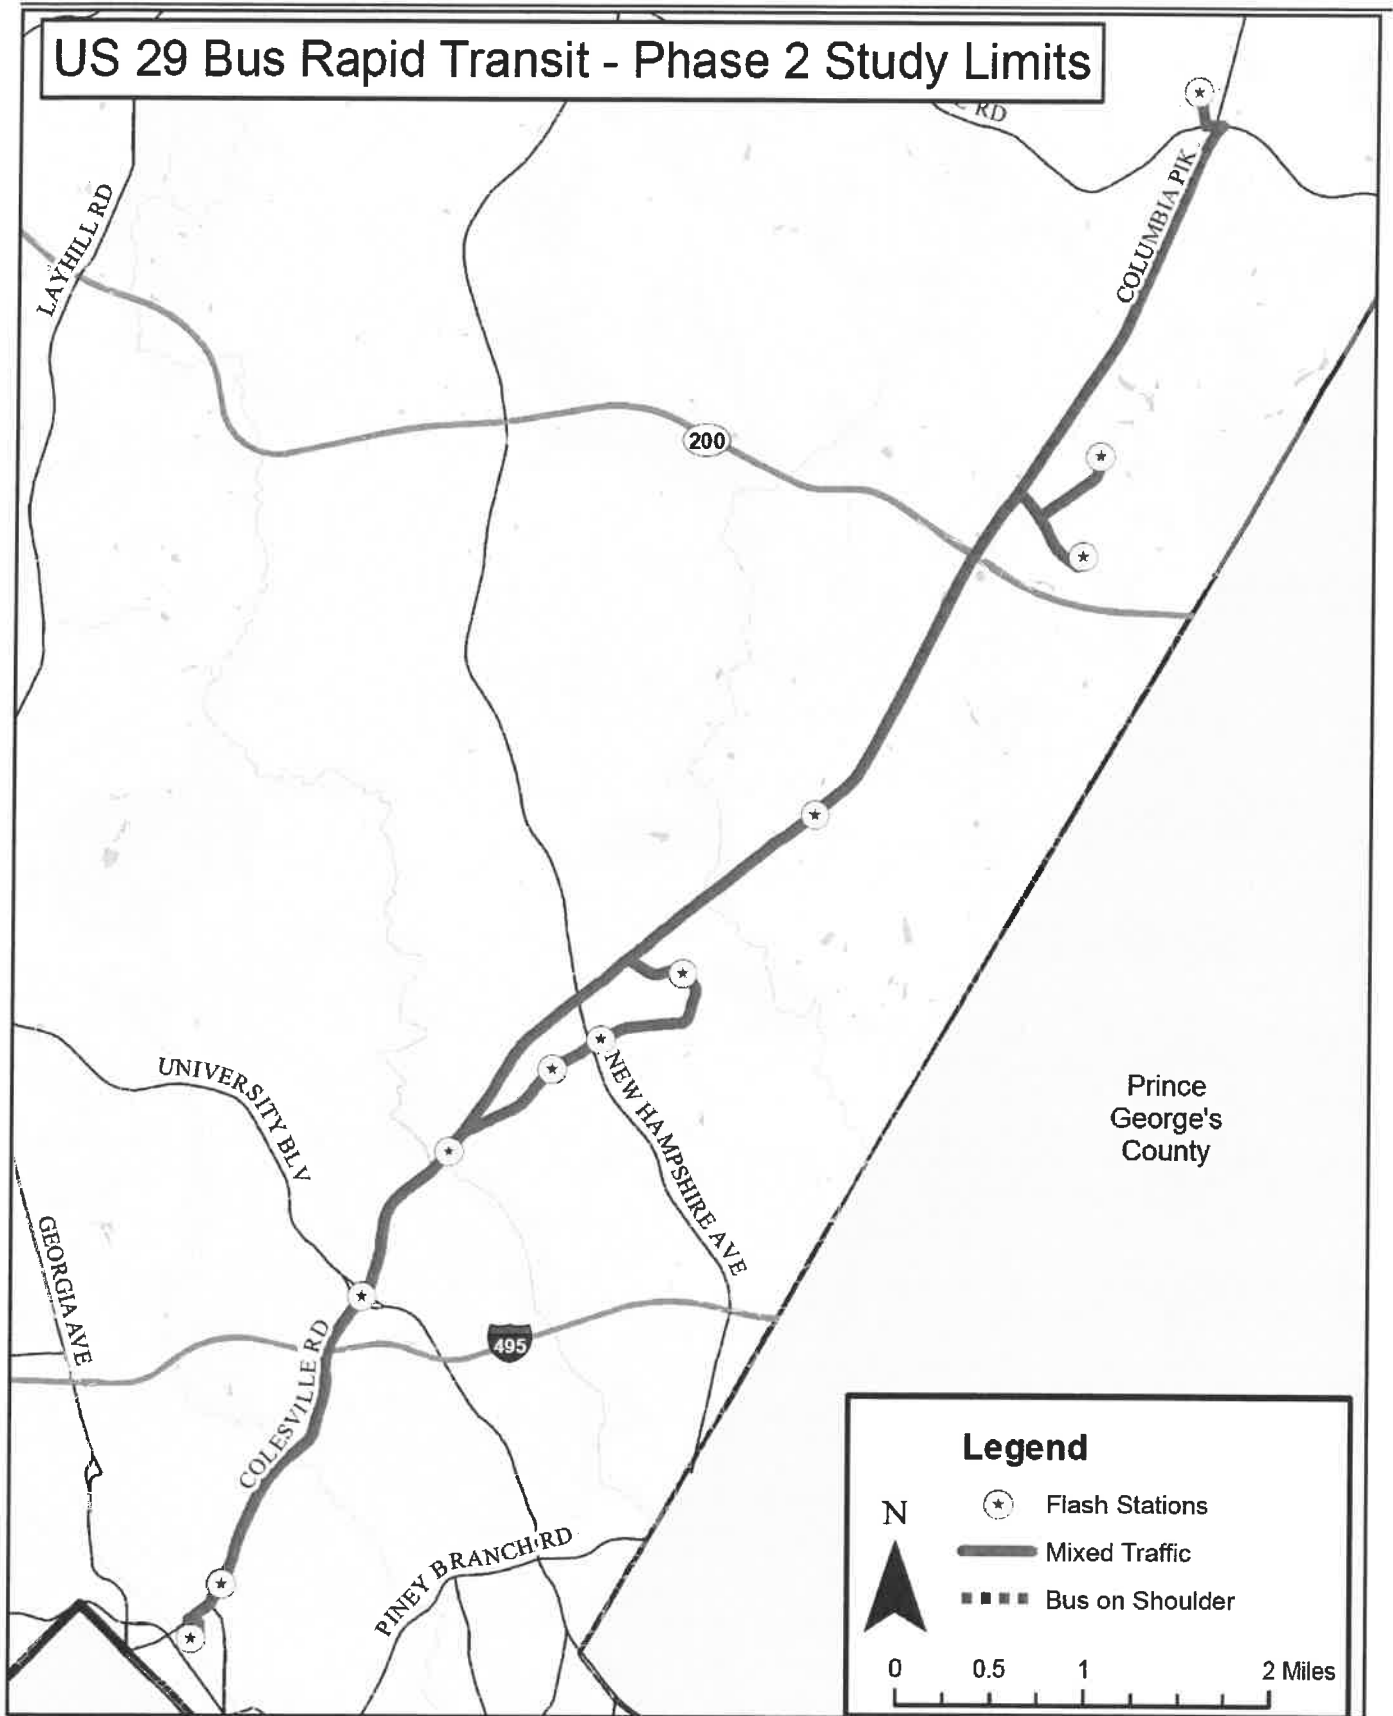 US 29 Bus Rapid Transit - Phase 2 Study Limits
RD
COLUMBIA PIK
LAYHILL RD
200
UNIVERSITY BLV
NEW HAMPSHIRE AVE
Prince
George's
County
GEORGIA AVE
495
COLESVILLE RD
PINEY BRANCH RD
Legend
N
Flash Stations
Mixed Traffic
Bus on Shoulder
0 0.5 1 2 Miles